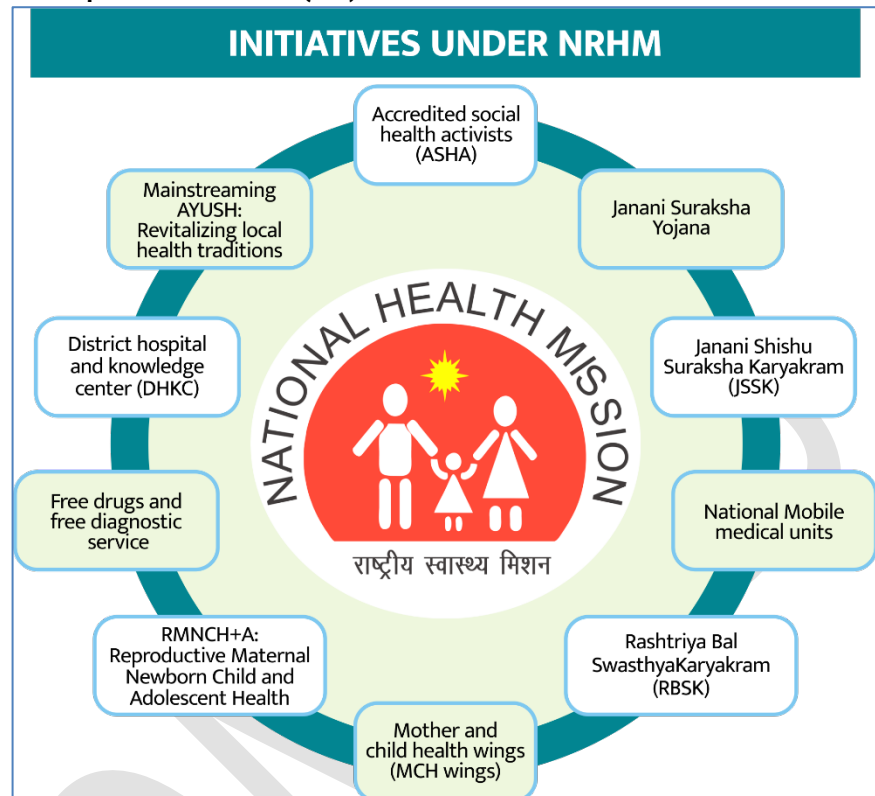 INITIATIVES UNDER NRHM
Accredited social
health activists
(ASHA)
Janani Suraksha
Yojana
Janani Shishu
Suraksha Karyakram
(JSSK)
National Mobile
medical units
Rashtriya Bal
SwasthyaKaryakram
(RBSK)
Mother and
child health wings
(MCH wings)
RMNCH+A:
Reproductive Maternal
Newborn Child and
Adolescent Health
Free drugs and
free diagnostic
service
District hospital
and knowledge
center (DHKC)
Mainstreaming
AYUSH:
Revitalizing local
health traditions
NATIONAL HEALTH MISSION
राष्ट्रीय स्वास्थ्य मिशन